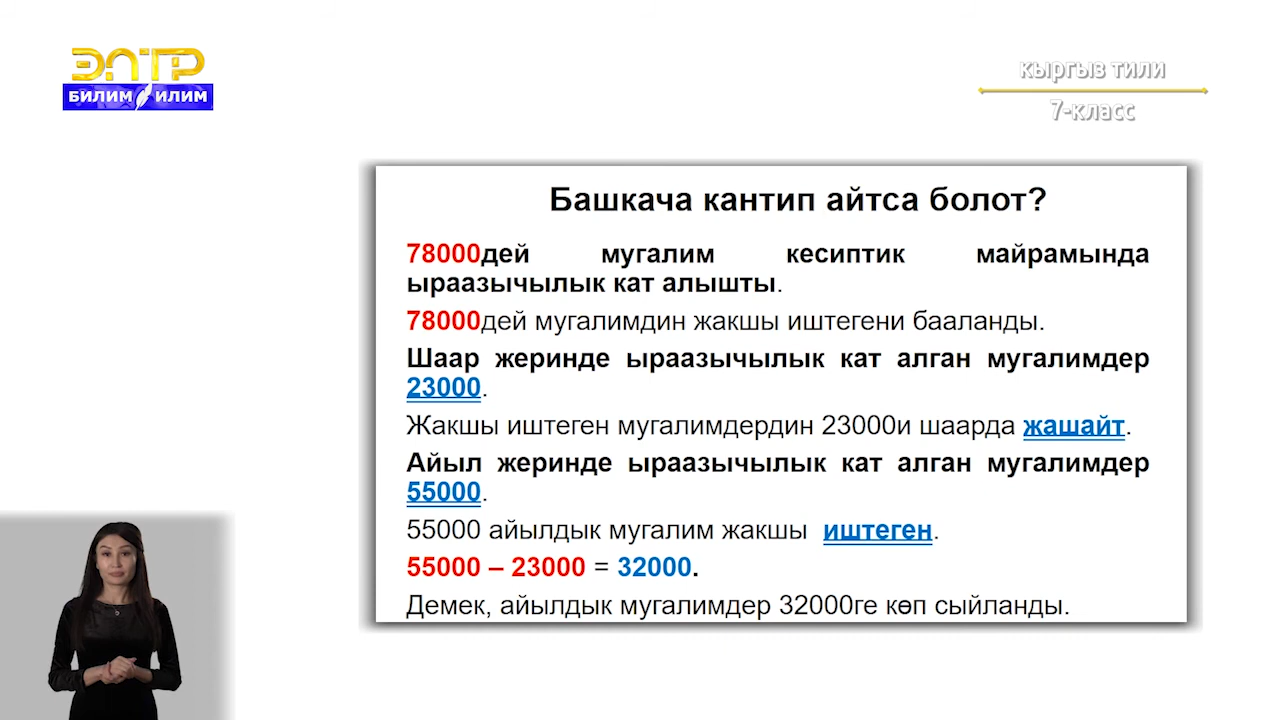 ЭЛТР
БИЛИМ ИЛИМ
кыргыз тили
7-класс
Башкача кантип айтса болот?
78000дей мугалим кесиптик майрамында
ыраазычылык кат алышты.
78000дей мугалимдин жакшы иштегени бааланды.
Шаар жеринде ыраазычылык кат алган мугалимдер
23000.
Жакшы иштеген мугалимдердин 23000и шаарда жашайт.
Айыл жеринде ыраазычылык кат алган мугалимдер
55000.
55000 айылдык мугалим жакшы иштеген.
55000 – 23000 = 32000.
Демек, айылдык мугалимдер 32000ге көп сыйланды.